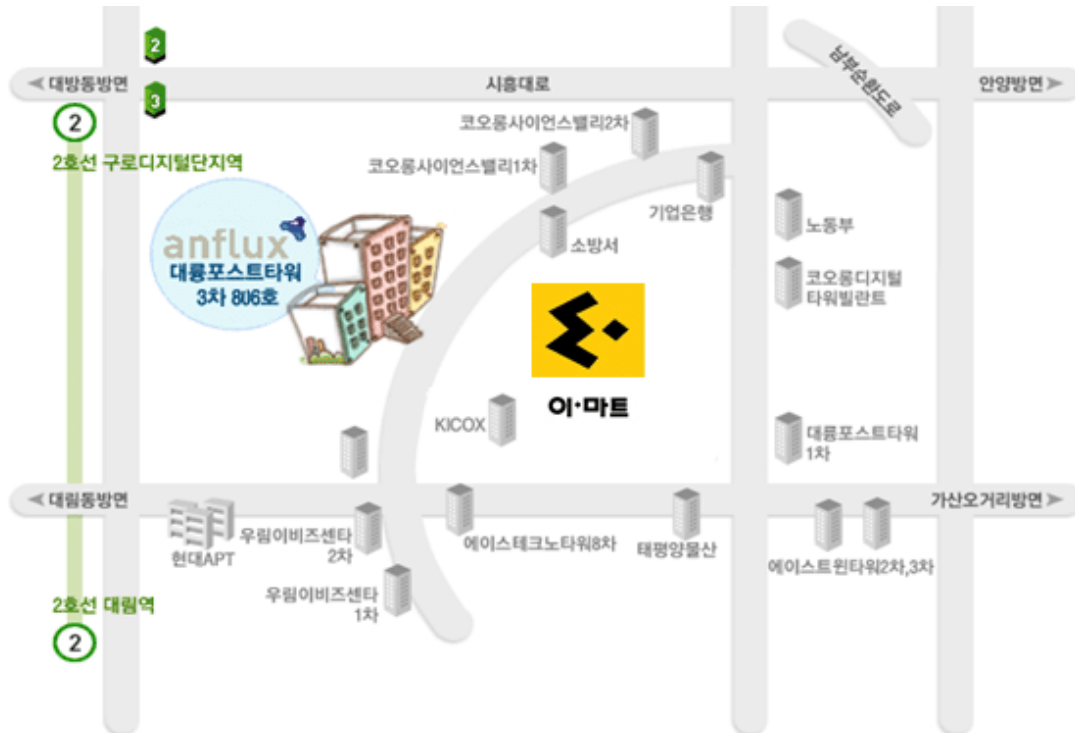 2
3
대방동방면
시흥대로
남부순환도로
안양방면
2
2호선 구로디지털단지역
코오롱사이언스밸리2차
코오롱사이언스밸리1차
기업은행
소방서
노동부
코오롱디지털
타워빌란트
anflux
대륭포스트타워
3차 806호
이·마트
KICOX
대륭포스트타워
1차
대림동방면
가산오거리방면
현대APT
우림이비즈센타
2차
에이스테크노타워8차
태평양물산
에이스트윈타워2차,3차
우림이비즈센타
1차
2호선 대림역
2